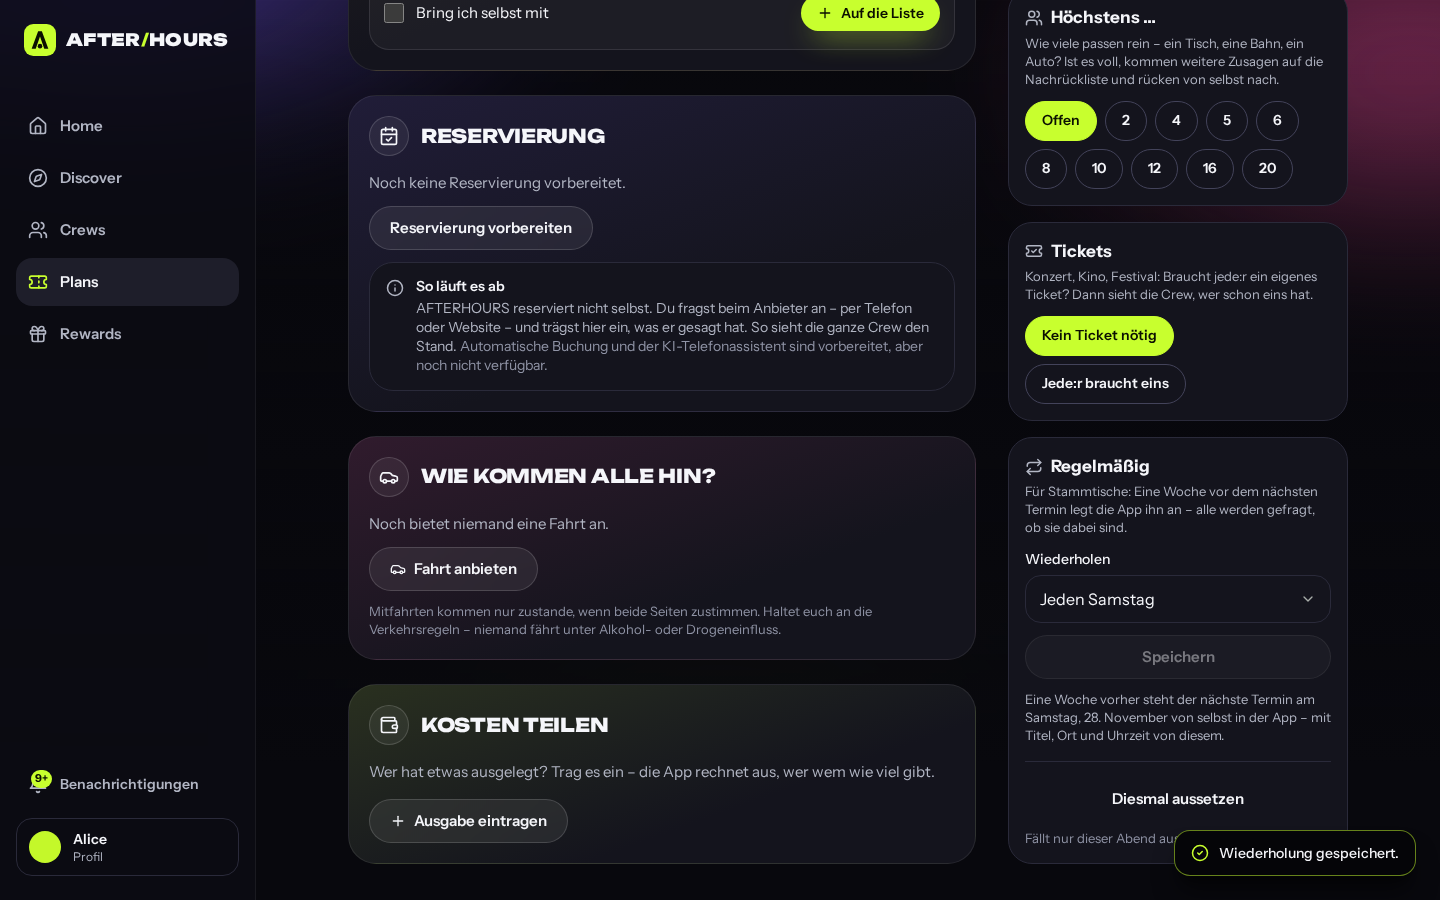 AFTER/HOURS
Home
Discover
Crews
Plans
Rewards
9+
Benachrichtigungen
Alice
Profil
Bring ich selbst mit
Auf die Liste
RESERVIERUNG
Noch keine Reservierung vorbereitet.
Reservierung vorbereiten
So läuft es ab
AFTERHOURS reserviert nicht selbst. Du fragst beim Anbieter an – per Telefon
oder Website – und trägst hier ein, was er gesagt hat. So sieht die ganze Crew den
Stand. Automatische Buchung und der KI-Telefonassistent sind vorbereitet, aber
noch nicht verfügbar.
WIE KOMMEN ALLE HIN?
Noch bietet niemand eine Fahrt an.
Fahrt anbieten
Mitfahrten kommen nur zustande, wenn beide Seiten zustimmen. Haltet euch an die
Verkehrsregeln – niemand fährt unter Alkohol- oder Drogeneinfluss.
KOSTEN TEILEN
Wer hat etwas ausgelegt? Trag es ein – die App rechnet aus, wer wem wie viel gibt.
Ausgabe eintragen
Höchstens ...
Wie viele passen rein – ein Tisch, eine Bahn, ein
Auto? Ist es voll, kommen weitere Zusagen auf die
Nachrückliste und rücken von selbst nach.
Offen 2 4 5 6
8 10 12 16 20
Tickets
Konzert, Kino, Festival: Braucht jede:r ein eigenes
Ticket? Dann sieht die Crew, wer schon eins hat.
Kein Ticket nötig
Jede:r braucht eins
Regelmäßig
Für Stammtische: Eine Woche vor dem nächsten
Termin legt die App ihn an – alle werden gefragt,
ob sie dabei sind.
Wiederholen
Jeden Samstag
Speichern
Eine Woche vorher steht der nächste Termin am
Samstag, 28. November von selbst in der App – mit
Titel, Ort und Uhrzeit von diesem.
Diesmal aussetzen
Fällt nur dieser Abend
Wiederholung gespeichert.